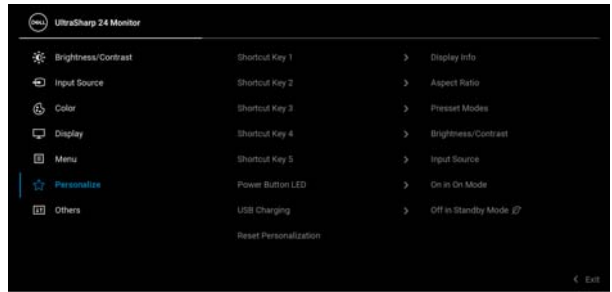 DELL UltraSharp 24 Monitor
Brightness/Contrast Shortcut Key 1 > Display Info
Input Source Shortcut Key 2 > Aspect Ratio
Color Shortcut Key 3 > Presset Modes
Display Shortcut Key 4 > Brightness/Contrast
Menu Shortcut Key 5 > Input Source
Personalize Power Button LED > On in On Mode
Others USB Charging > Off in Standby Mode
Reset Personalization
< Exit